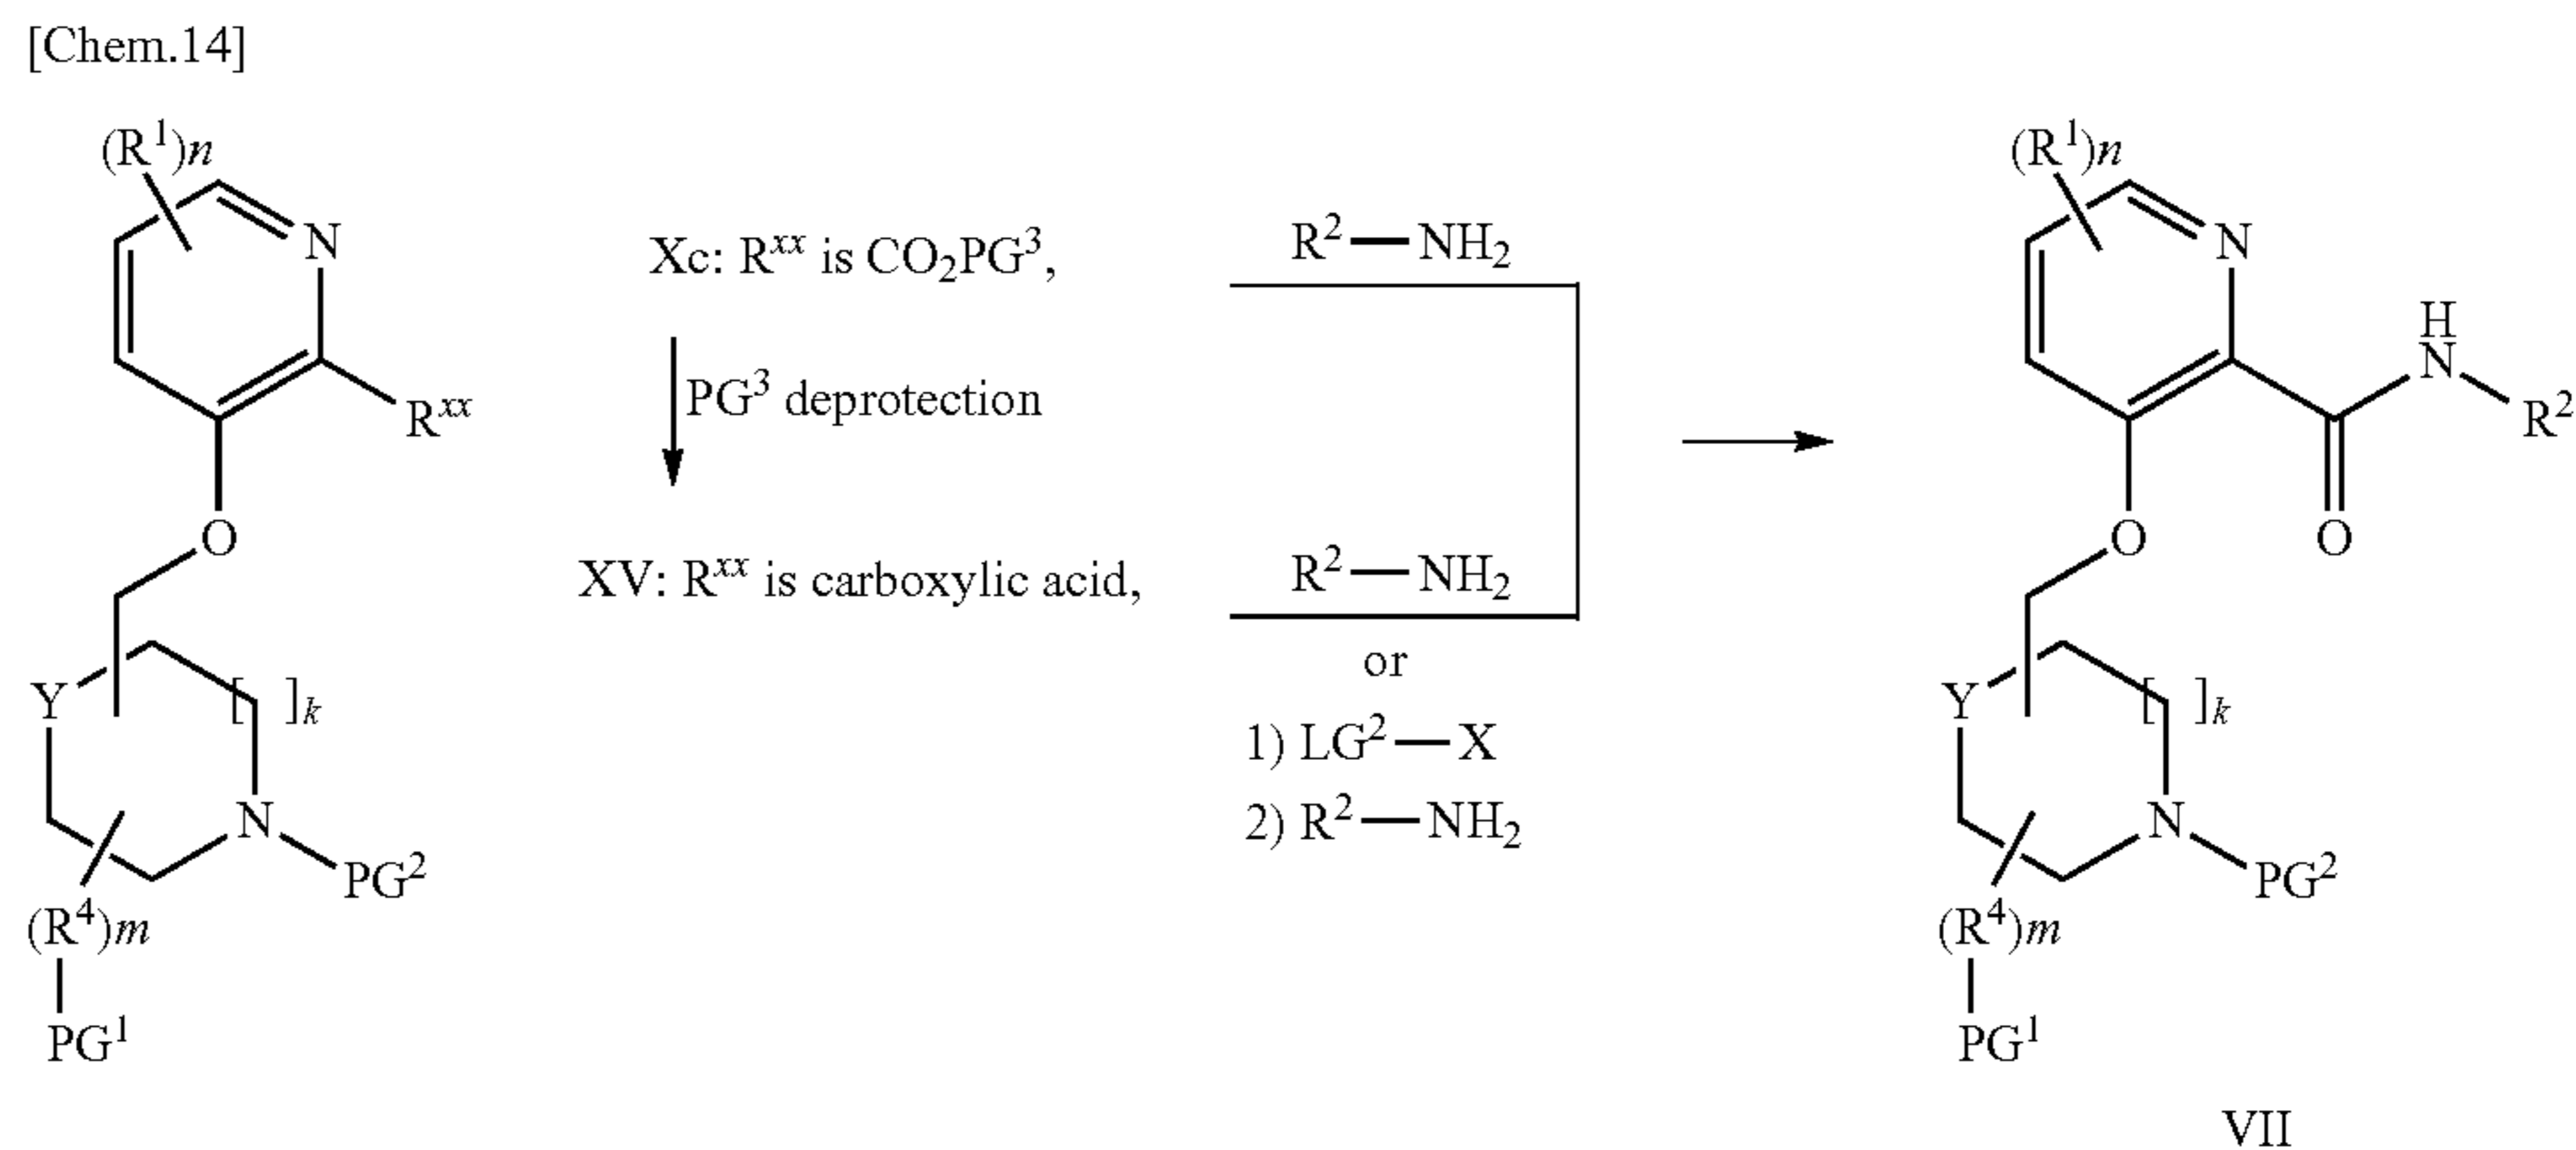 [Chem.14]
(R¹)n
N
Rˣˣ
O
Y
[ ]k
N
PG²
(R⁴)m
PG¹
Xc: Rˣˣ is CO₂PG³,
PG³ deprotection
XV: Rˣˣ is carboxylic acid,
R²—NH₂
R²—NH₂
or
1) LG²—X
2) R²—NH₂
(R¹)n
N
H
N
R²
O
O
Y
[ ]k
N
PG²
(R⁴)m
PG¹
VII